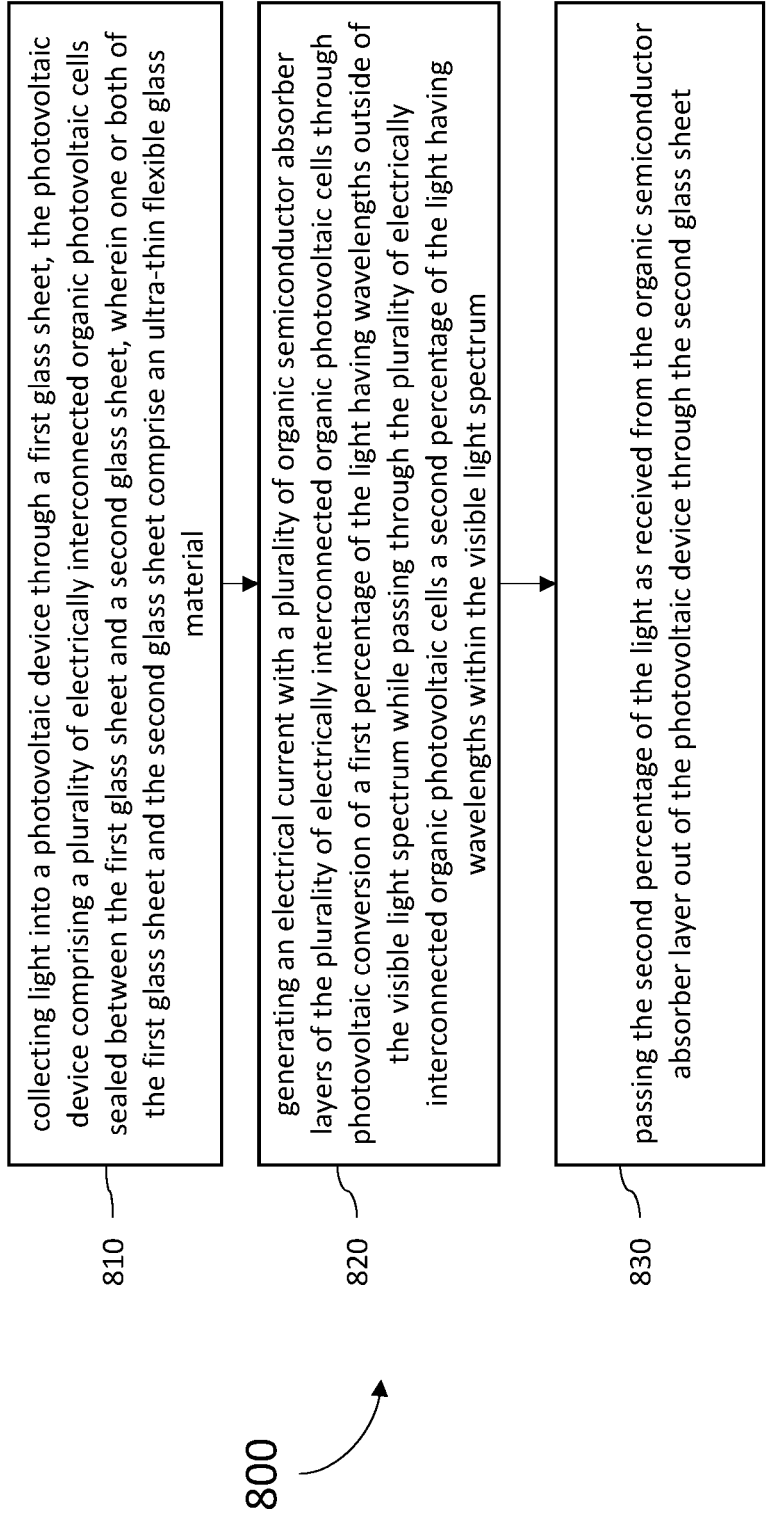 800
810
collecting light into a photovoltaic device through a first glass sheet, the photovoltaic
device comprising a plurality of electrically interconnected organic photovoltaic cells
sealed between the first glass sheet and a second glass sheet, wherein one or both of
the first glass sheet and the second glass sheet comprise an ultra-thin flexible glass
material
820
generating an electrical current with a plurality of organic semiconductor absorber
layers of the plurality of electrically interconnected organic photovoltaic cells through
photovoltaic conversion of a first percentage of the light having wavelengths outside of
the visible light spectrum while passing through the plurality of electrically
interconnected organic photovoltaic cells a second percentage of the light having
wavelengths within the visible light spectrum
830
passing the second percentage of the light as received from the organic semiconductor
absorber layer out of the photovoltaic device through the second glass sheet